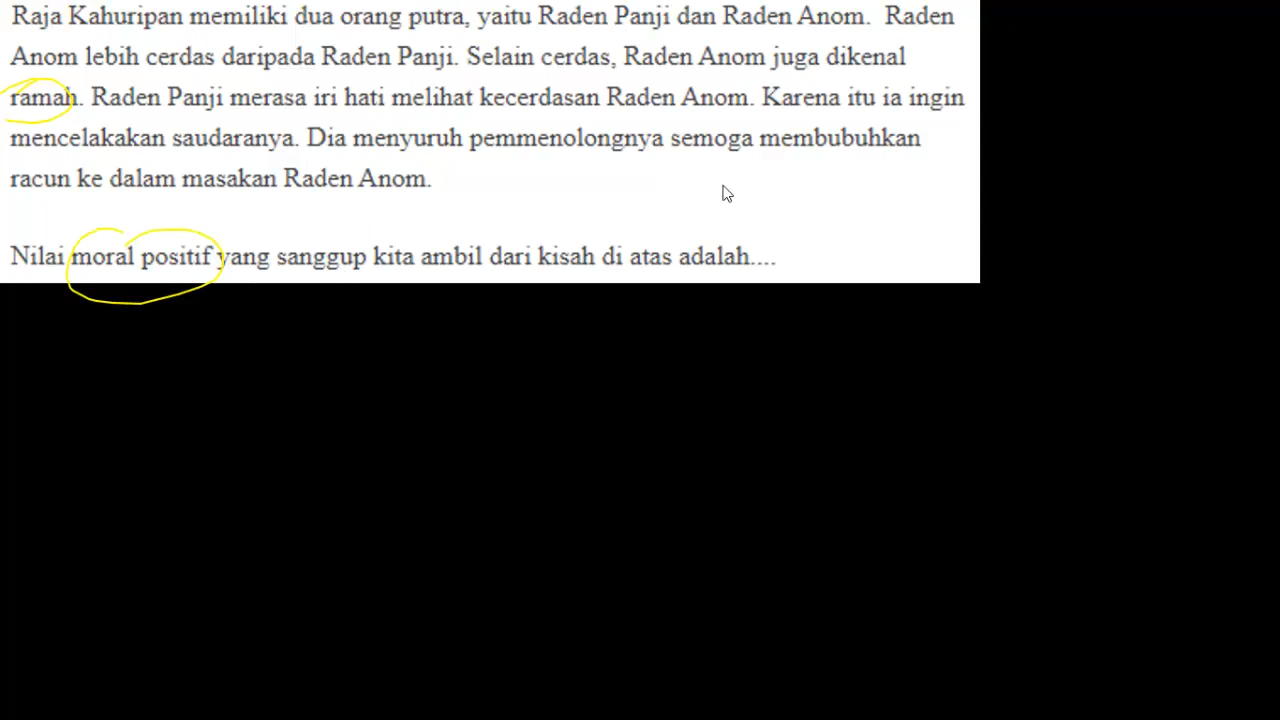 Raja Kahuripan memiliki dua orang putra, yaitu Raden Panji dan Raden Anom. Raden
Anom lebih cerdas daripada Raden Panji. Selain cerdas, Raden Anom juga dikenal
ramah. Raden Panji merasa iri hati melihat kecerdasan Raden Anom. Karena itu ia ingin
mencelakakan saudaranya. Dia menyuruh pemmenolongnya semoga membubuhkan
racun ke dalam masakan Raden Anom.
Nilai moral positif yang sanggup kita ambil dari kisah di atas adalah....